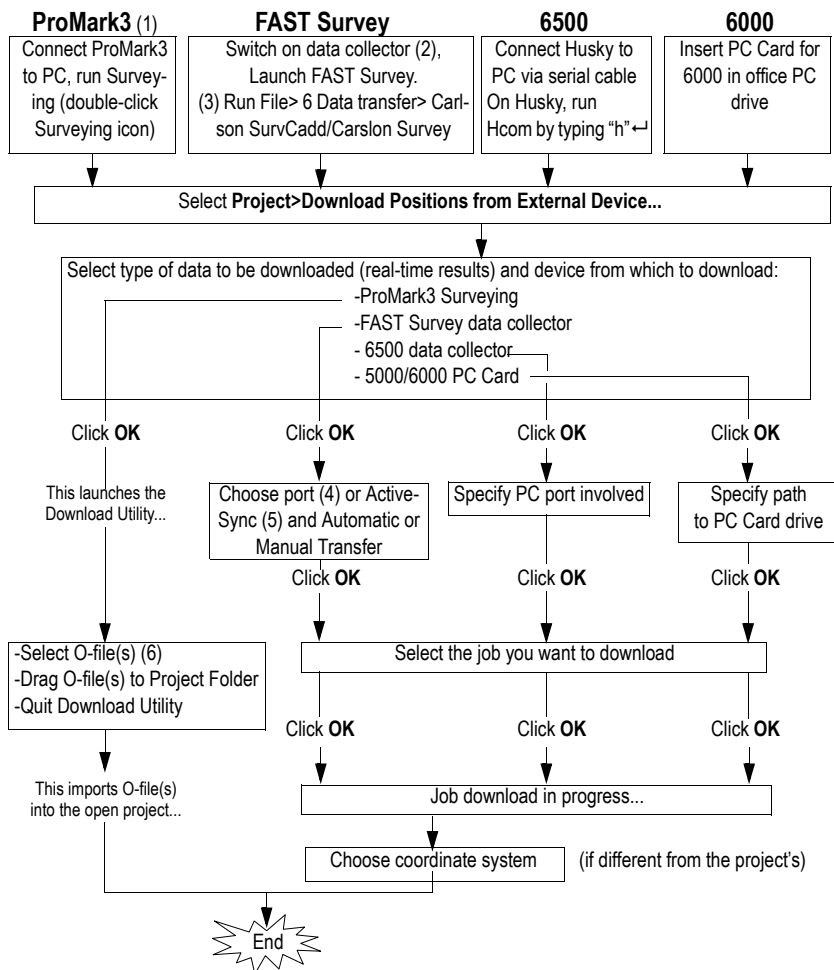 ProMark3 (1)
Connect ProMark3
to PC, run Survey-
ing (double-click
Surveying icon)
FAST Survey
Switch on data collector (2),
Launch FAST Survey.
(3) Run File> 6 Data transfer> Carl-
son SurvCadd/Carslon Survey
6500
Connect Husky to
PC via serial cable
On Husky, run
Hcom by typing “h”↵
6000
Insert PC Card for
6000 in office PC
drive
Select Project>Download Positions from External Device...
Select type of data to be downloaded (real-time results) and device from which to download:
-ProMark3 Surveying
-FAST Survey data collector
- 6500 data collector
- 5000/6000 PC Card
Click OK
Click OK
Click OK
Click OK
This launches the
Download Utility...
Choose port (4) or Active-
Sync (5) and Automatic or
Manual Transfer
Specify PC port involved
Specify path
to PC Card drive
Click OK
Click OK
Click OK
-Select O-file(s) (6)
-Drag O-file(s) to Project Folder
-Quit Download Utility
Select the job you want to download
Click OK
Click OK
Click OK
This imports O-file(s)
into the open project...
Job download in progress...
Choose coordinate system
(if different from the project's)
End